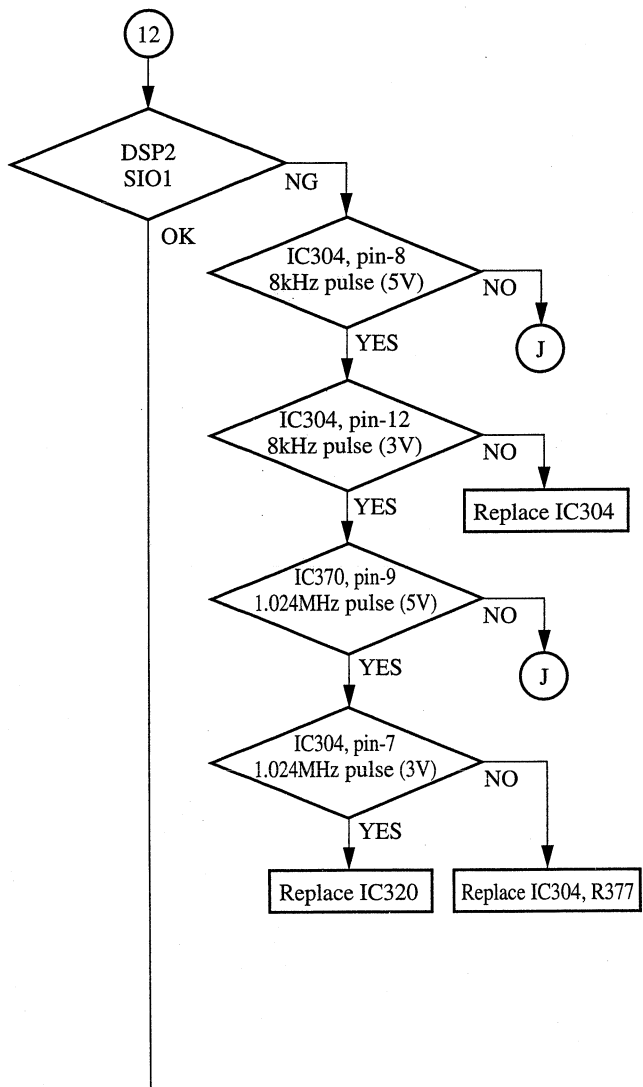 12
DSP2
SIO1
NG
OK
IC304, pin-8
8kHz pulse (5V)
NO
J
YES
IC304, pin-12
8kHz pulse (3V)
NO
Replace IC304
YES
IC370, pin-9
1.024MHz pulse (5V)
NO
J
YES
IC304, pin-7
1.024MHz pulse (3V)
NO
YES
Replace IC320
Replace IC304, R377